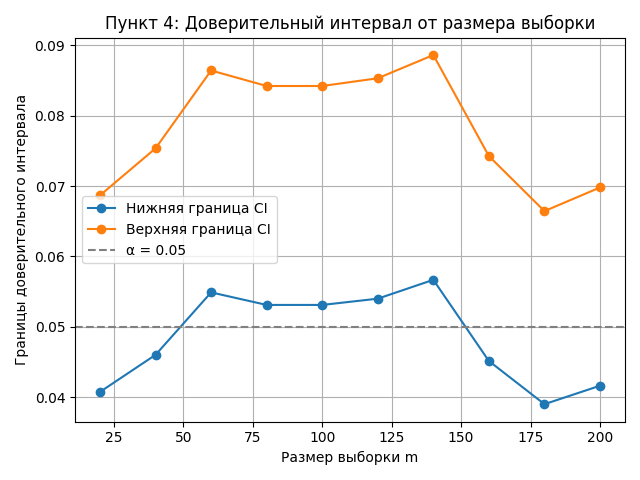 Пункт 4: Доверительный интервал от размера выборки
Границы доверительного интервала
0.09
0.08
0.07
0.06
0.05
0.04
Нижняя граница CI
Верхняя граница CI
α = 0.05
25 50 75 100 125 150 175 200
Размер выборки m